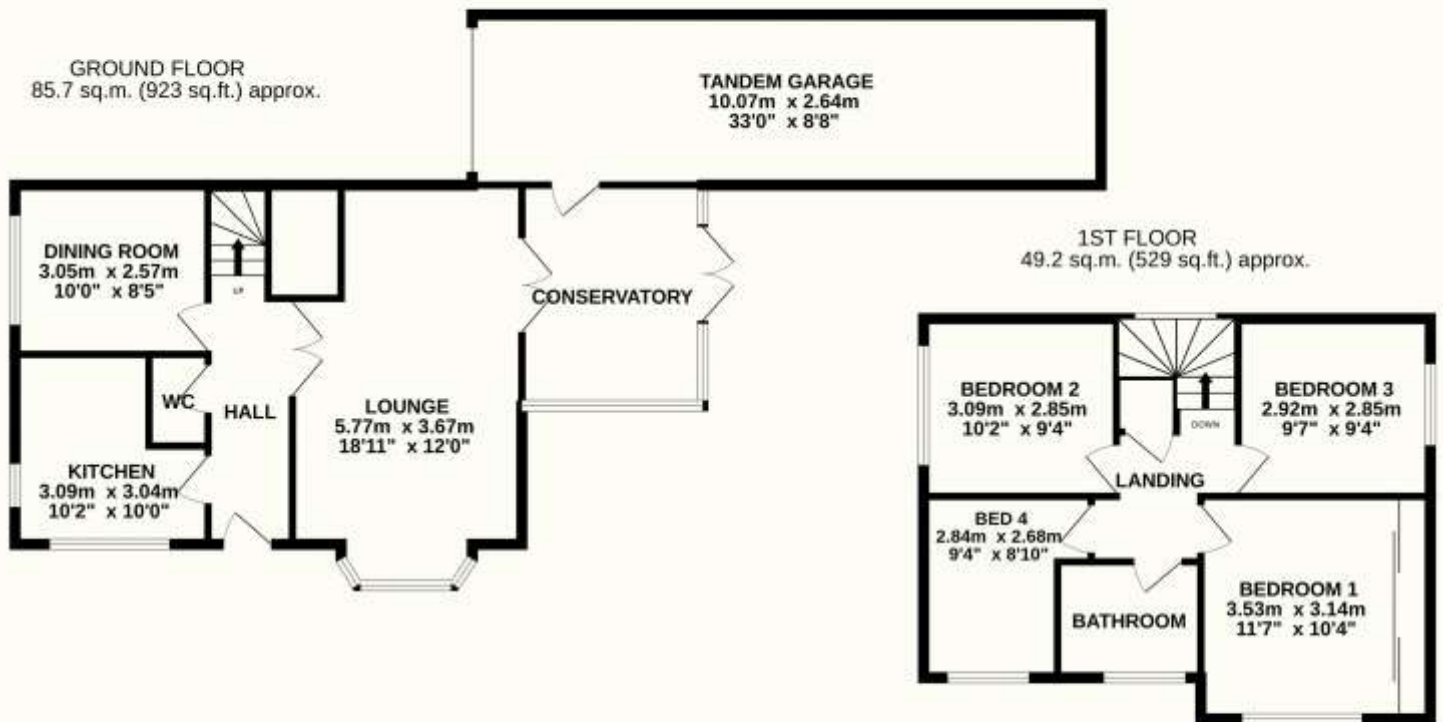 GROUND FLOOR
85.7 sq.m. (923 sq.ft.) approx.
TANDEM GARAGE
10.07m x 2.64m
33'0" x 8'8"
DINING ROOM
3.05m x 2.57m
10'0" x 8'5"
UP
CONSERVATORY
WC
HALL
LOUNGE
5.77m x 3.67m
18'11" x 12'0"
KITCHEN
3.09m x 3.04m
10'2" x 10'0"
1ST FLOOR
49.2 sq.m. (529 sq.ft.) approx.
BEDROOM 2
3.09m x 2.85m
10'2" x 9'4"
BEDROOM 3
2.92m x 2.85m
9'7" x 9'4"
DOWN
LANDING
BED 4
2.84m x 2.68m
9'4" x 8'10"
BATHROOM
BEDROOM 1
3.53m x 3.14m
11'7" x 10'4"